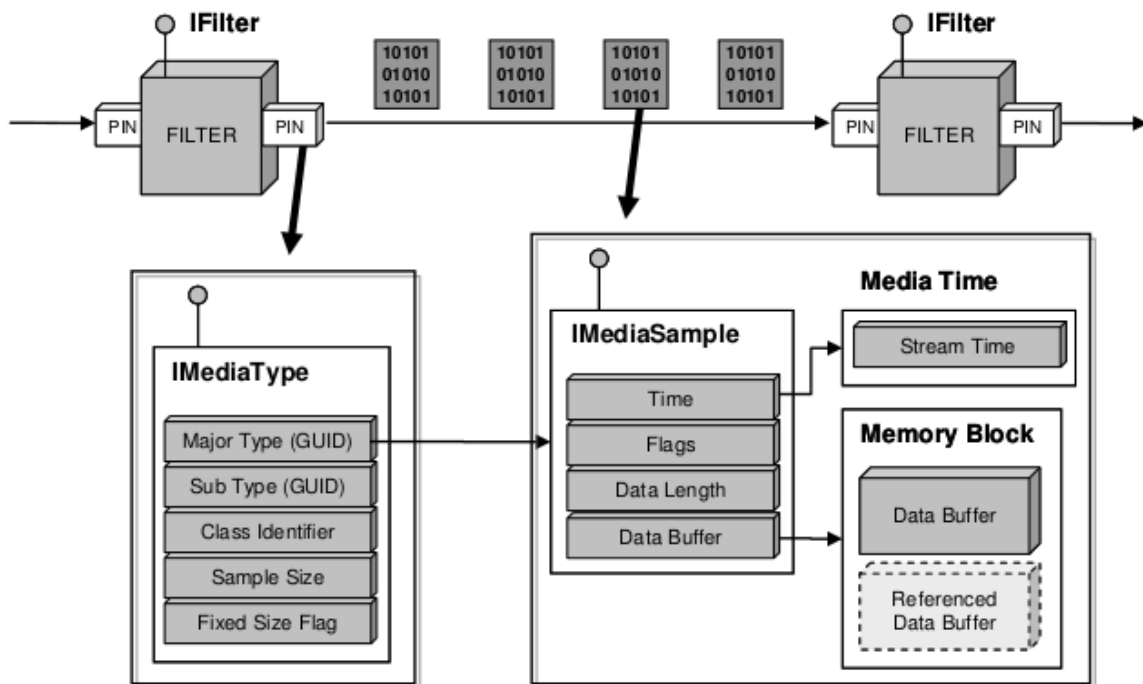 IFilter
IFilter
10101
01010
10101
10101
01010
10101
10101
01010
10101
10101
01010
10101
PIN
FILTER
PIN
PIN
FILTER
PIN
IMediaType
Major Type (GUID)
Sub Type (GUID)
Class Identifier
Sample Size
Fixed Size Flag
IMediaSample
Time
Flags
Data Length
Data Buffer
Media Time
Stream Time
Memory Block
Data Buffer
Referenced
Data Buffer